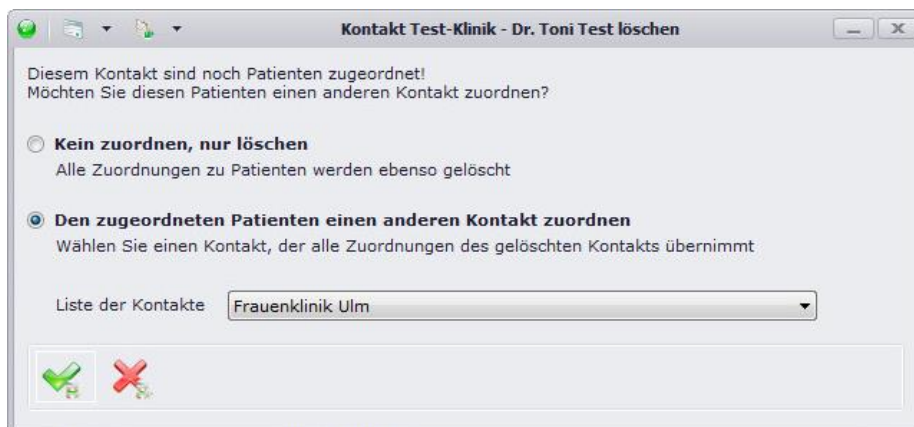 Kontakt Test-Klinik - Dr. Toni Test löschen
Diesem Kontakt sind noch Patienten zugeordnet!
Möchten Sie diesen Patienten einen anderen Kontakt zuordnen?
Kein zuordnen, nur löschen
Alle Zuordnungen zu Patienten werden ebenso gelöscht
Den zugeordneten Patienten einen anderen Kontakt zuordnen
Wählen Sie einen Kontakt, der alle Zuordnungen des gelöschten Kontakts übernimmt
Liste der Kontakte Frauenklinik Ulm